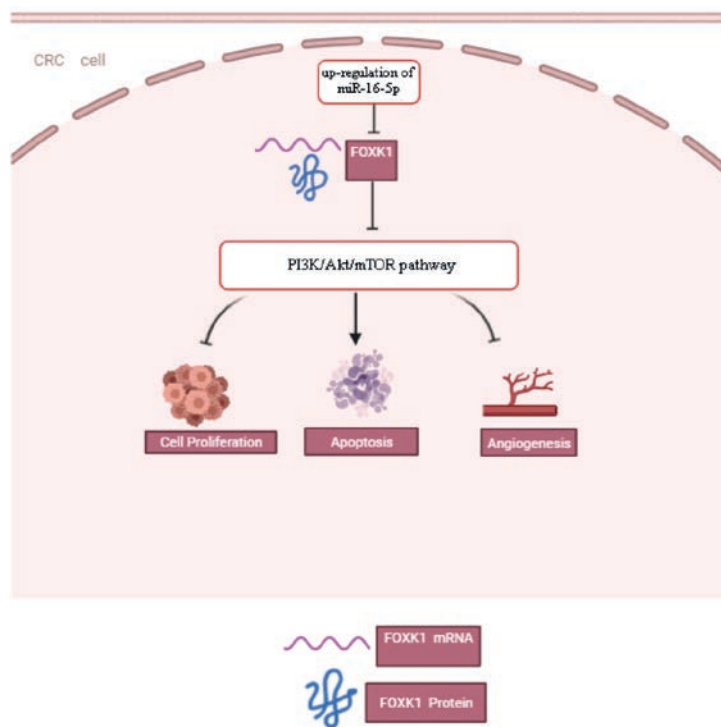 CRC cell
up-regulation of
miR-16-5p
FOXK1
PI3K/Akt/mTOR pathway
Cell Proliferation
Apoptosis
Angiogenesis
FOXK1 mRNA
FOXK1 Protein